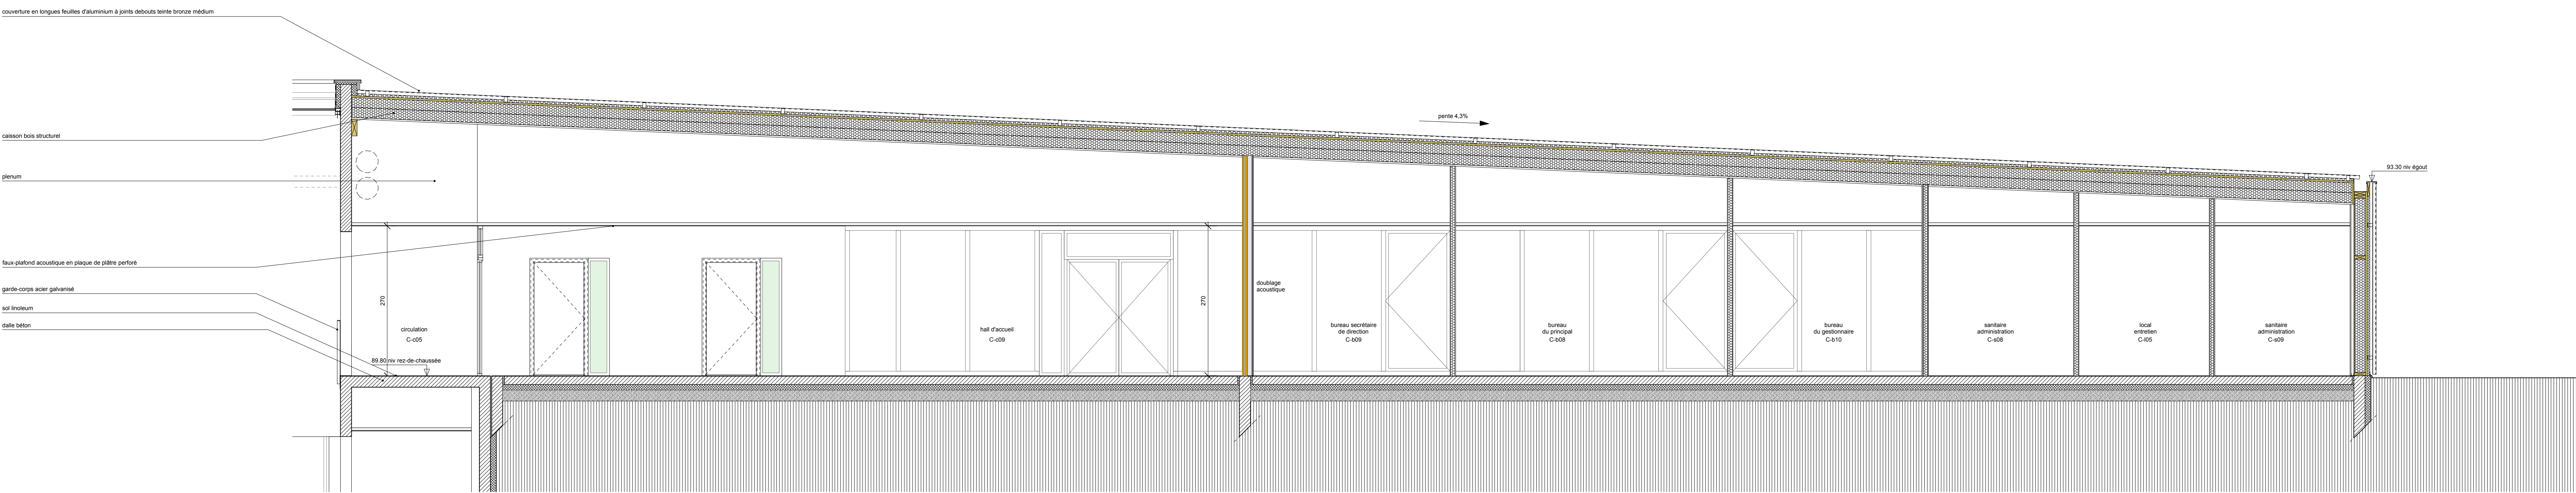 couverture en longues feuilles d'aluminium à joints debouts teinte bronze médium
pente 4,3%
caisson bois structurel
93.30 niv égout
plenum
faux-plafond acoustique en plaque de plâtre perforé
garde-corps acier galvanisé
sol linoleum
dalle béton
270
circulation
C-c05
89.80 niv rez-de-chaussée
hall d'accueil
C-c09
270
doublage
acoustique
bureau secrétaire
de direction
C-b09
bureau
du principal
C-b08
bureau
du gestionnaire
C-b10
sanitaire
administration
C-s08
local
entretien
C-l05
sanitaire
administration
C-s09